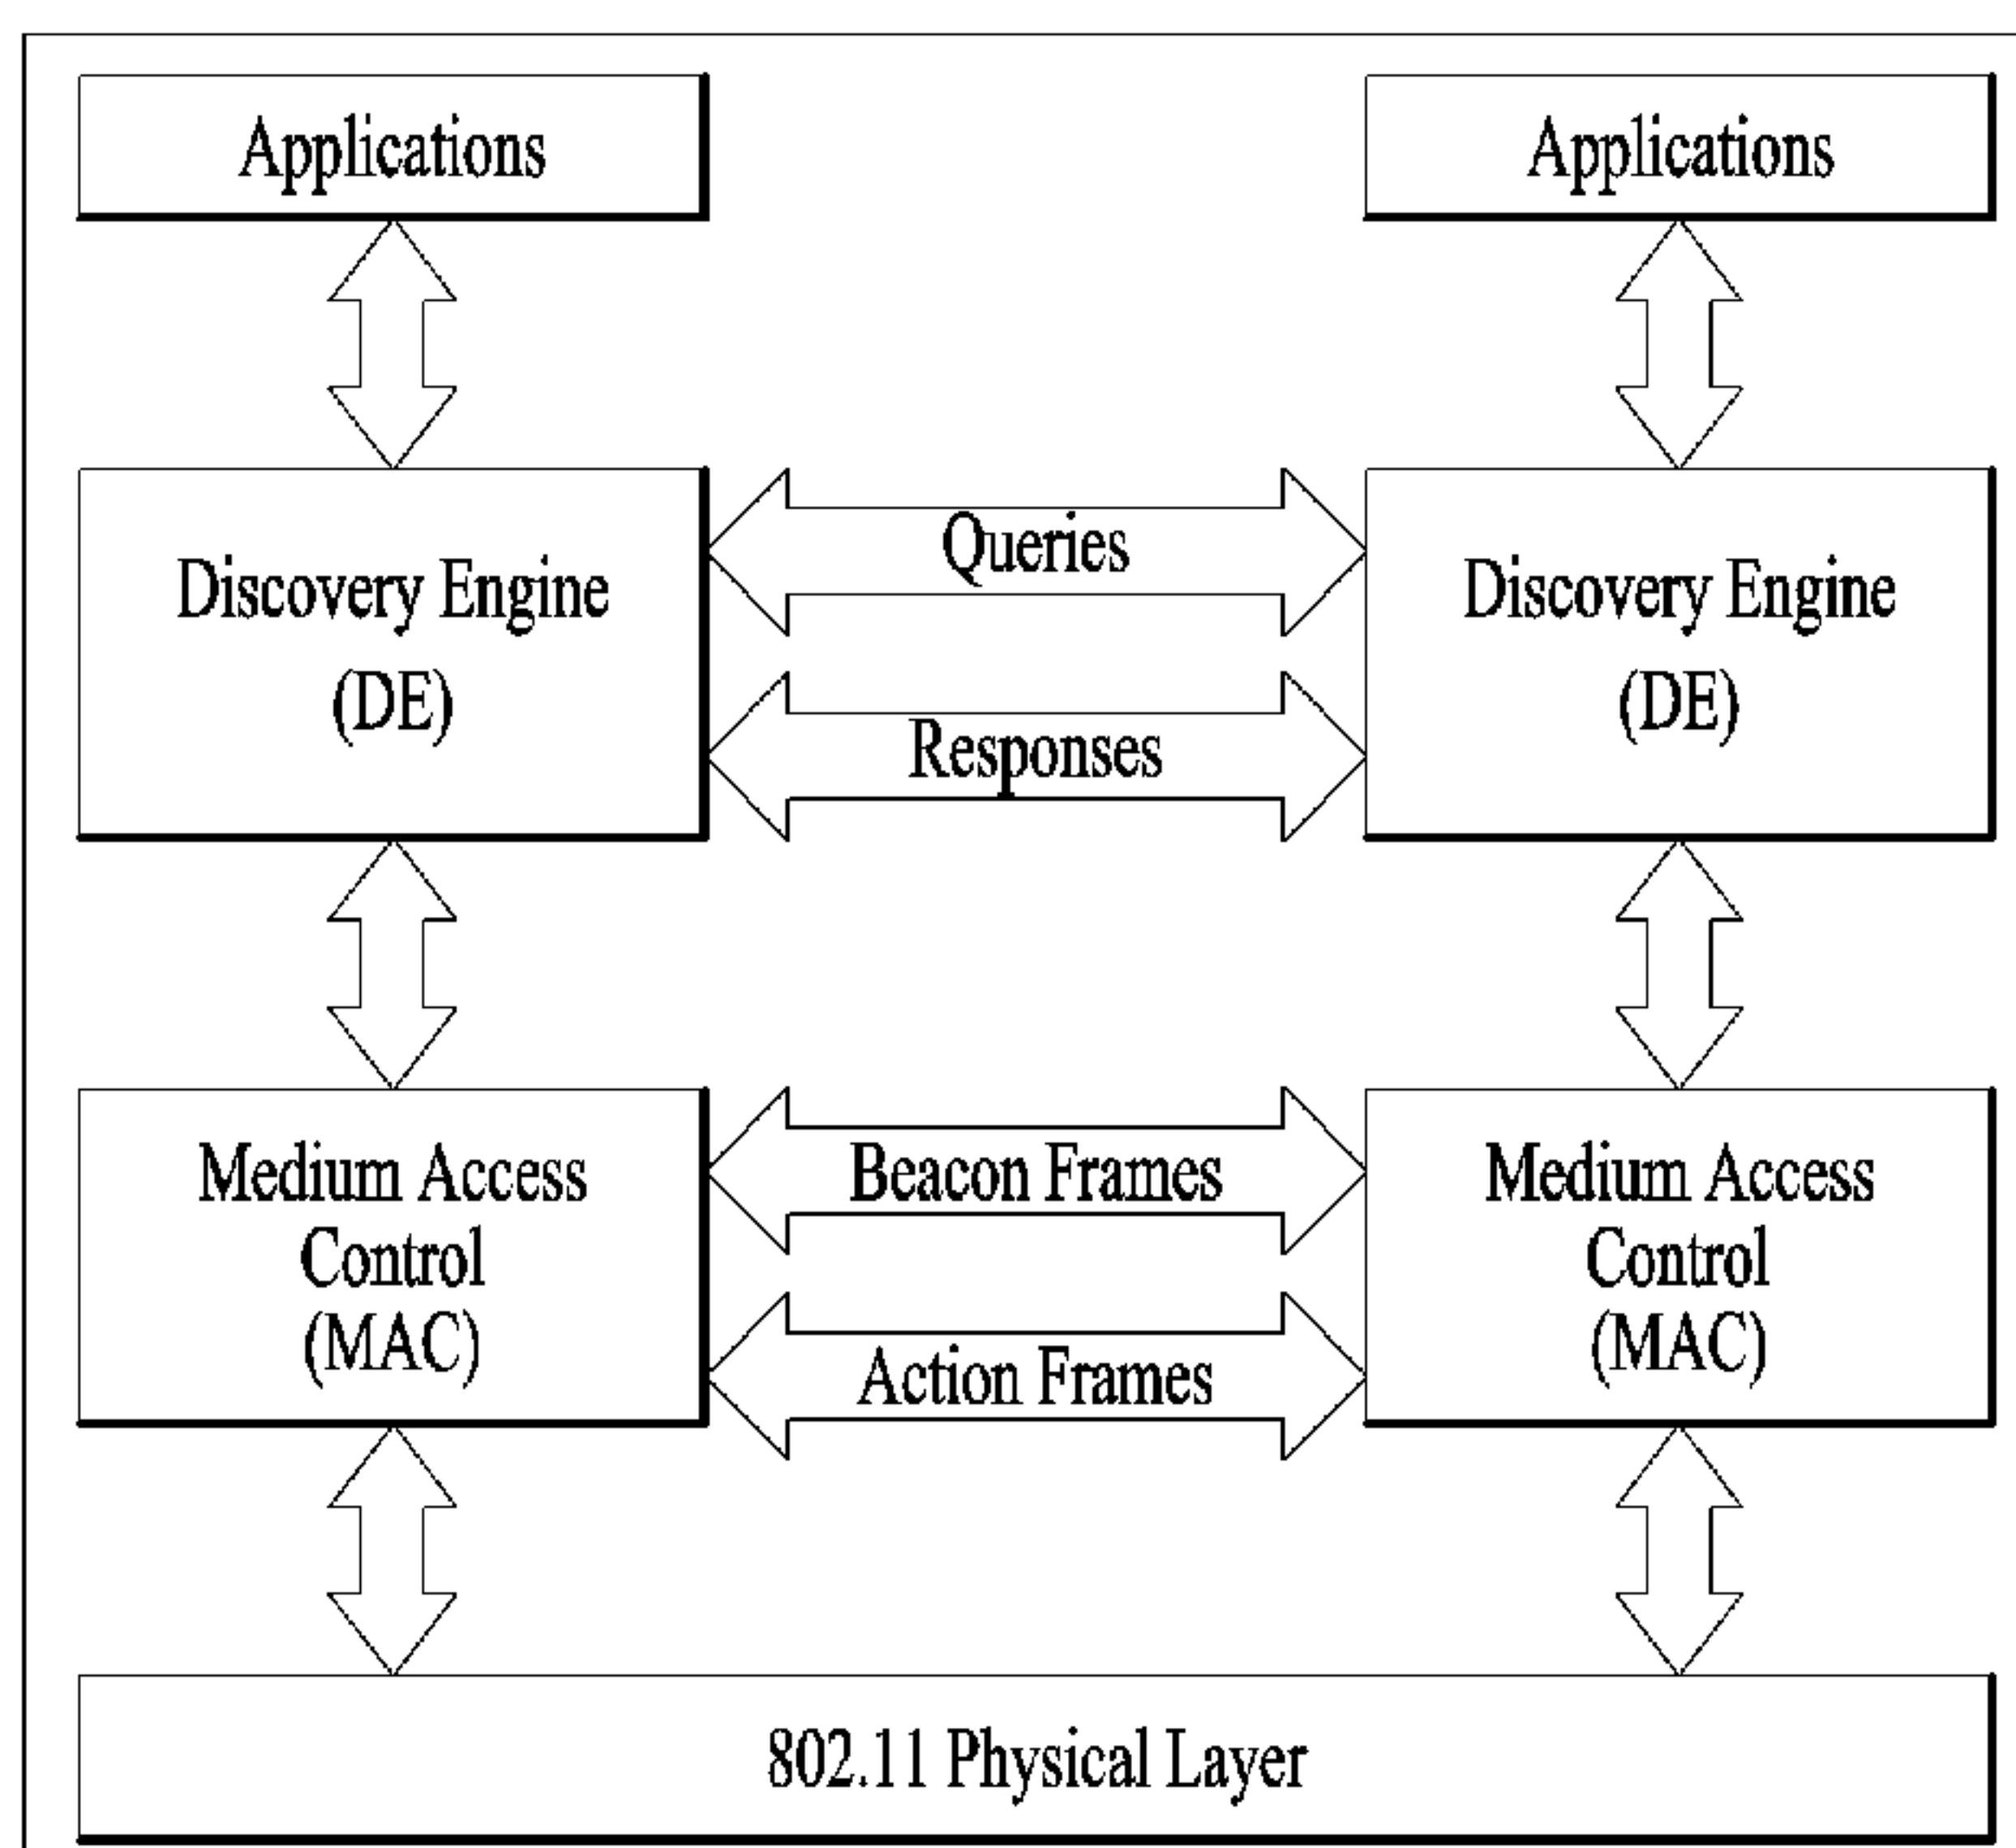 Applications
Applications
Discovery Engine
(DE)
Queries
Responses
Discovery Engine
(DE)
Medium Access
Control
(MAC)
Beacon Frames
Action Frames
Medium Access
Control
(MAC)
802.11 Physical Layer